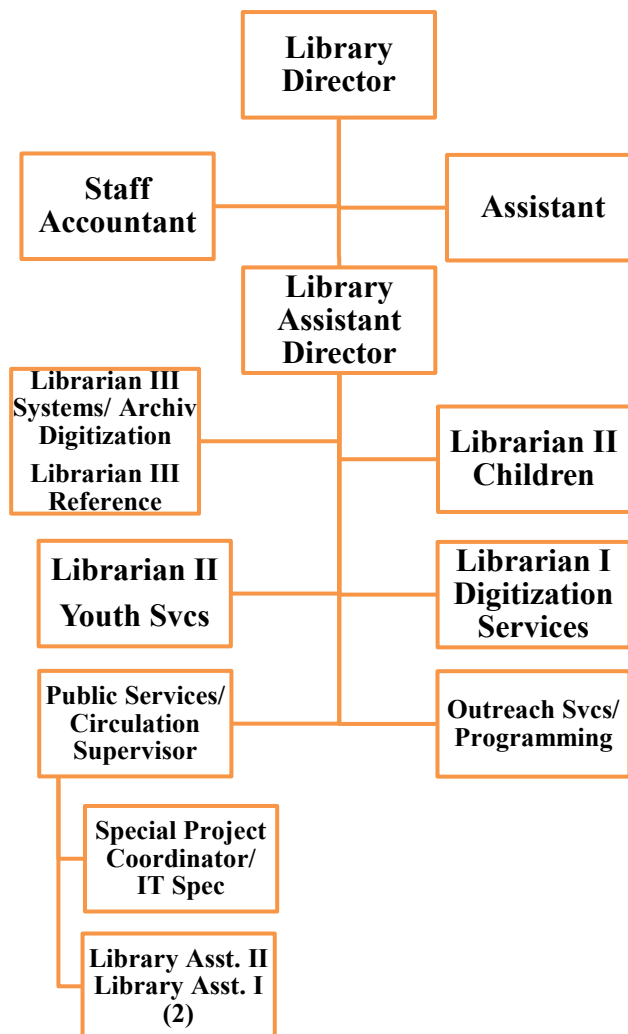 Library
Director
Staff
Accountant
Assistant
Library
Assistant
Director
Librarian III
Systems/ Archiv
Digitization
Librarian III
Reference
Librarian II
Children
Librarian II
Youth Svcs
Librarian I
Digitization
Services
Public Services/
Circulation
Supervisor
Outreach Svcs/
Programming
Special Project
Coordinator/
IT Spec
Library Asst. II
Library Asst. I
(2)